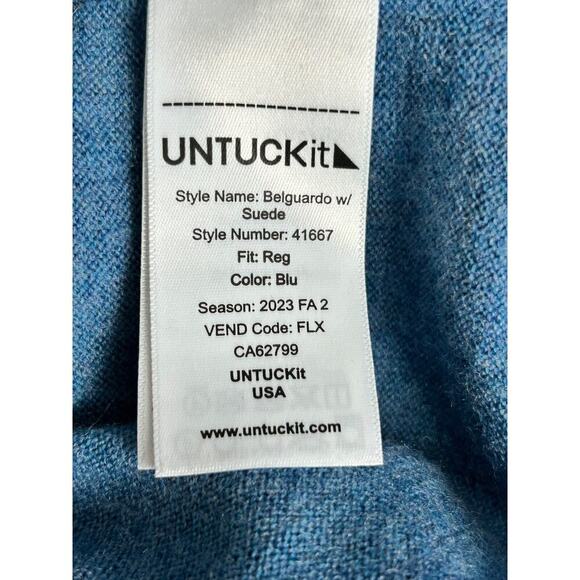 UNTUCKit
Style Name: Belguardo w/
Suede
Style Number: 41667
Fit: Reg
Color: Blu
Season: 2023 FA 2
VEND Code: FLX
CA62799
UNTUCKit
USA
www.untuckit.com